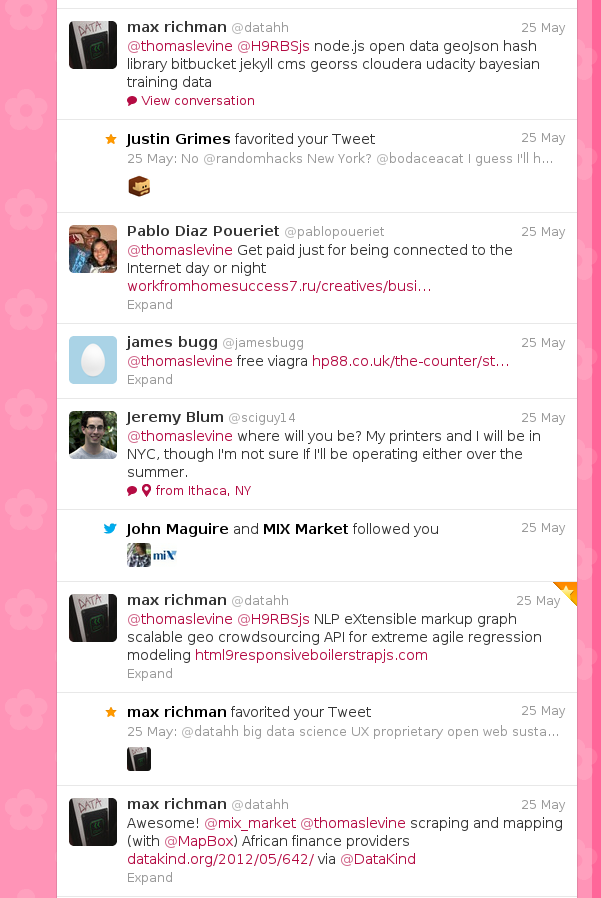 max richman @datahh 25 May
@thomaslevine @H9RBSjs node.js open data geoJson hash
library bitbucket jekyll cms georss cloudera udacity bayesian
training data
View conversation
Justin Grimes favorited your Tweet 25 May
25 May: No @randomhacks New York? @bodaceacat I guess I'll h...
Pablo Diaz Poueriet @pablopoueriet 25 May
@thomaslevine Get paid just for being connected to the
Internet day or night
workfromhomesuccess7.ru/creatives/busi...
Expand
james bugg @jamesbugg 25 May
@thomaslevine free viagra hp88.co.uk/the-counter/st...
Expand
Jeremy Blum @sciguy14 25 May
@thomaslevine where will you be? My printers and I will be in
NYC, though I'm not sure If I'll be operating either over the
summer.
from Ithaca, NY
John Maguire and MIX Market followed you 25 May
miX
max richman @datahh 25 May
@thomaslevine @H9RBSjs NLP eXtensible markup graph
scalable geo crowdsourcing API for extreme agile regression
modeling html9responsiveboilerstrapjs.com
Expand
max richman favorited your Tweet 25 May
25 May: @datahh big data science UX proprietary open web susta...
max richman @datahh 25 May
Awesome! @mix_market @thomaslevine scraping and mapping
(with @MapBox) African finance providers
datakind.org/2012/05/642/ via @DataKind
Expand